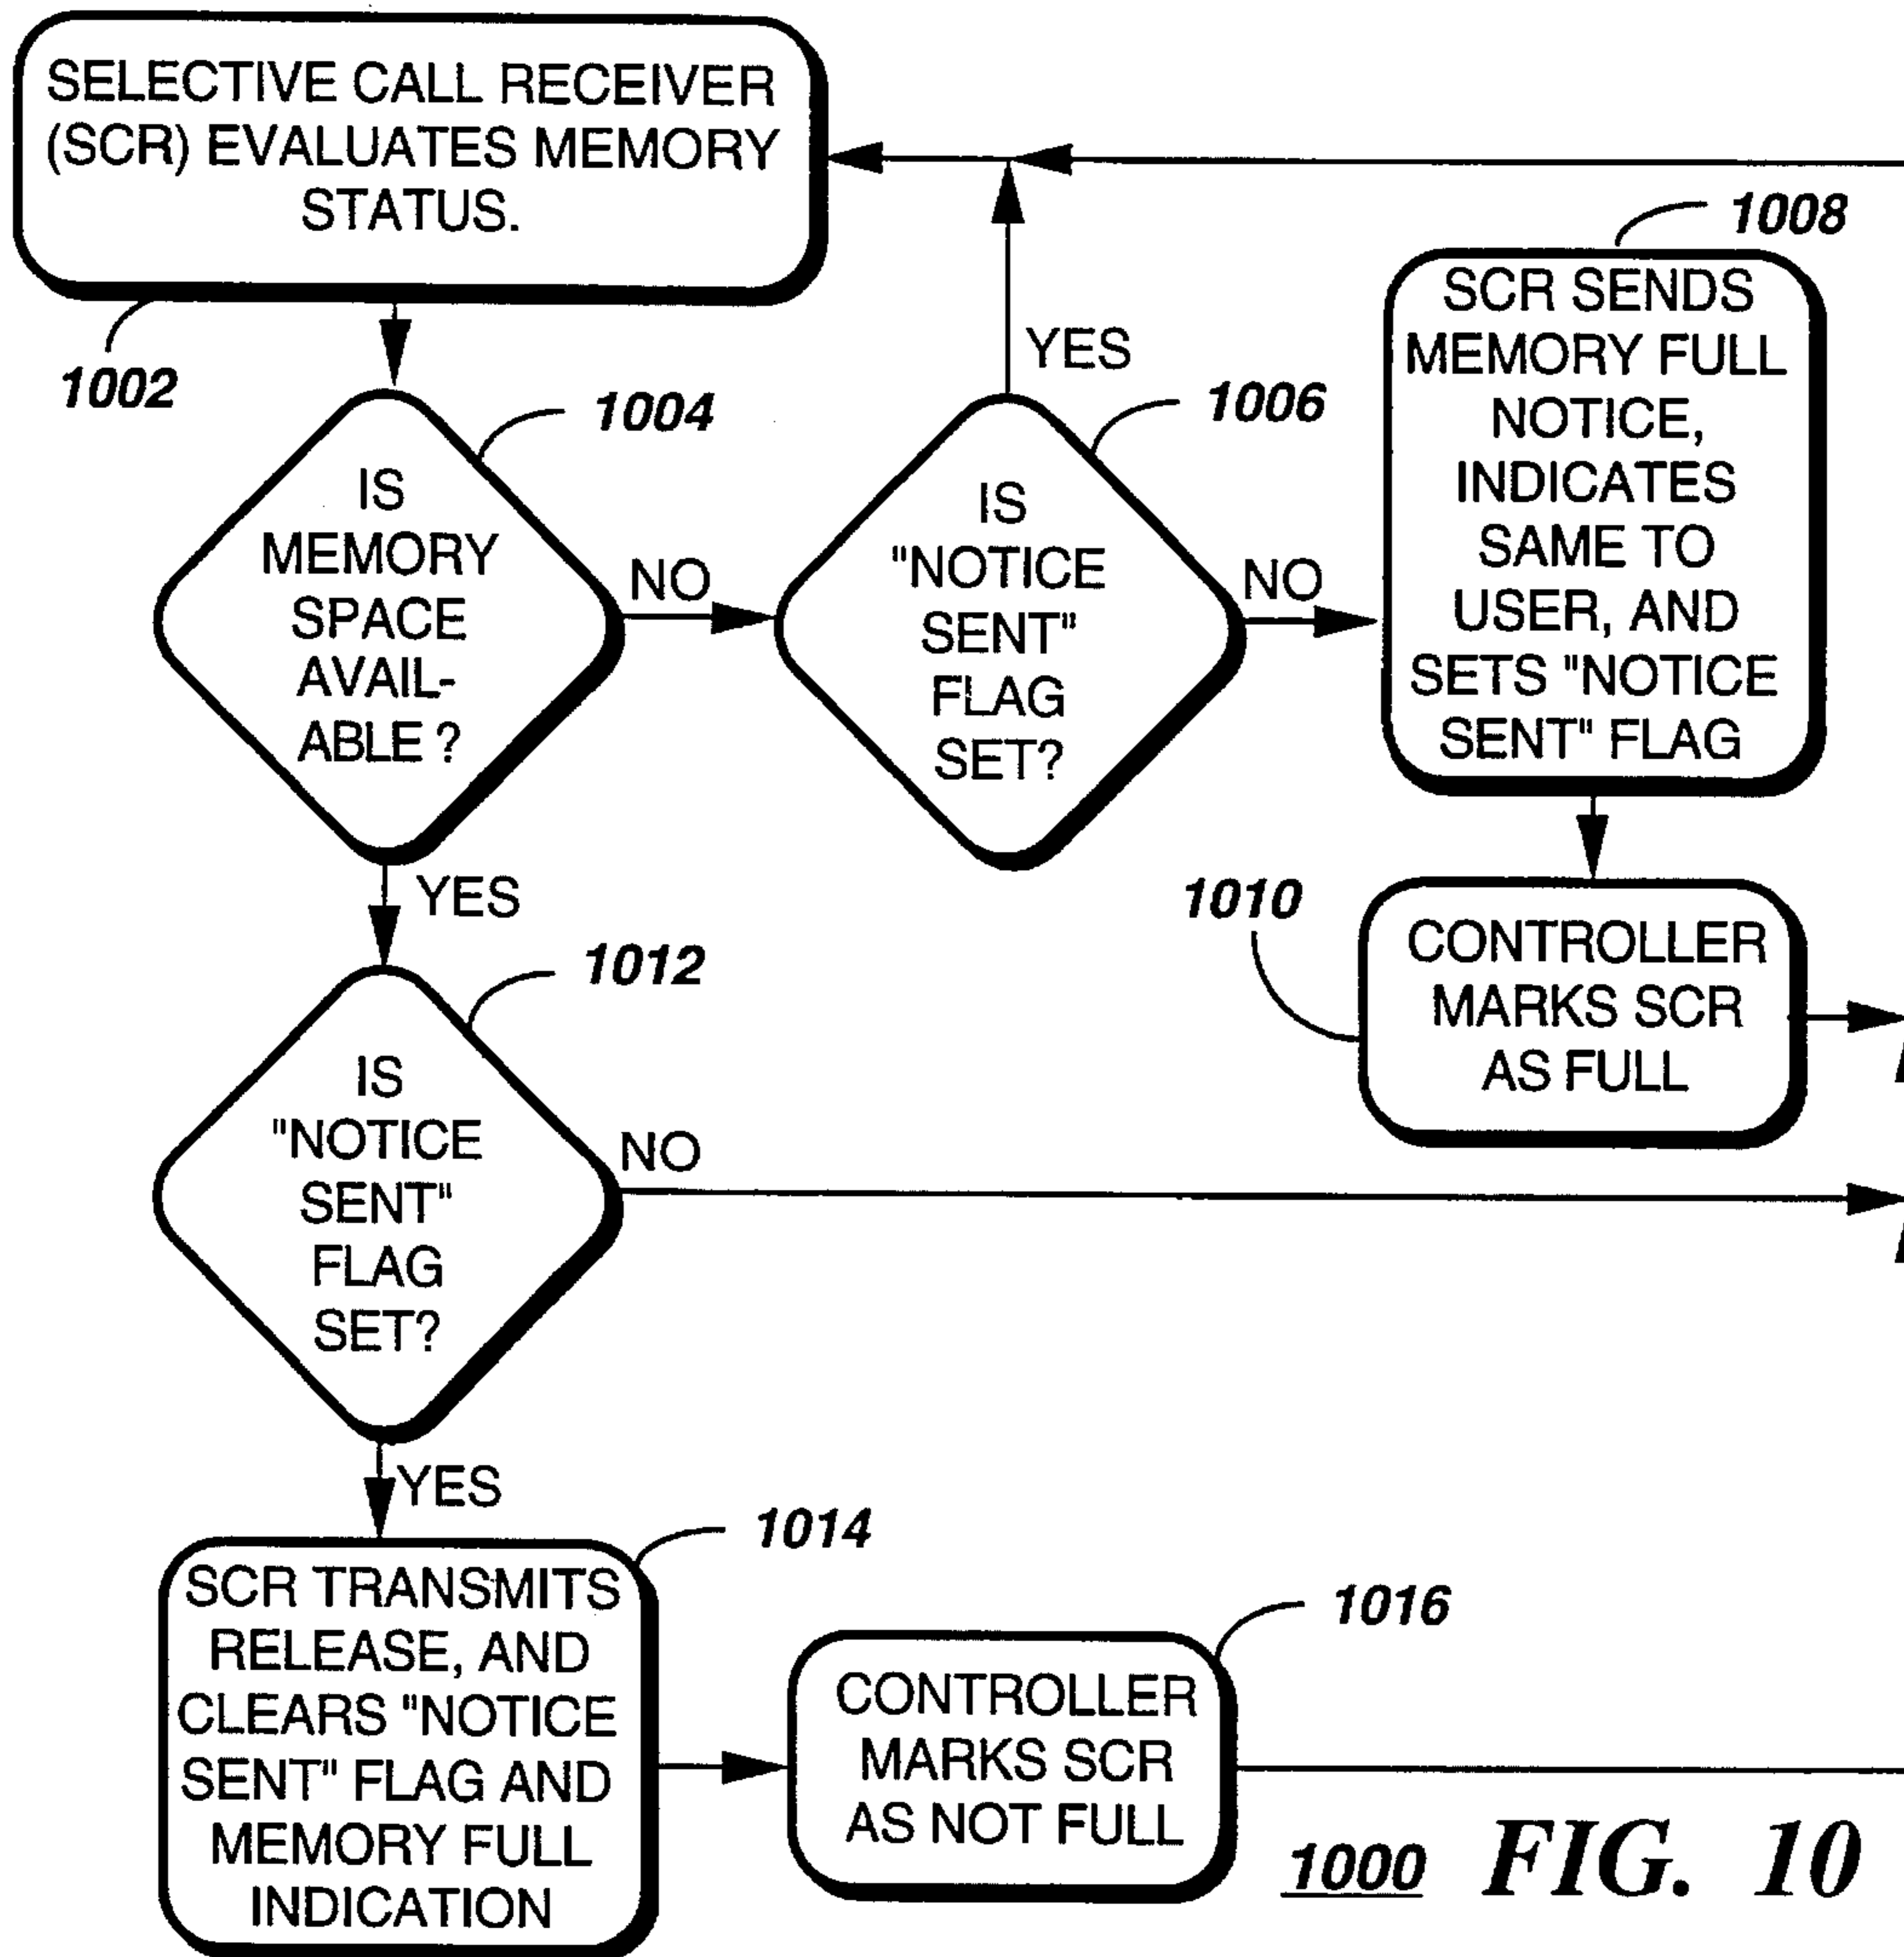 SELECTIVE CALL RECEIVER
(SCR) EVALUATES MEMORY
STATUS.
1002
1004
IS
MEMORY
SPACE
AVAIL-
ABLE ?
NO
YES
1006
IS
"NOTICE
SENT"
FLAG
SET?
YES
NO
1008
SCR SENDS
MEMORY FULL
NOTICE,
INDICATES
SAME TO
USER, AND
SETS "NOTICE
SENT" FLAG
1010
CONTROLLER
MARKS SCR
AS FULL
1012
IS
"NOTICE
SENT"
FLAG
SET?
NO
YES
1014
SCR TRANSMITS
RELEASE, AND
CLEARS "NOTICE
SENT" FLAG AND
MEMORY FULL
INDICATION
1016
CONTROLLER
MARKS SCR
AS NOT FULL
1000 FIG. 10